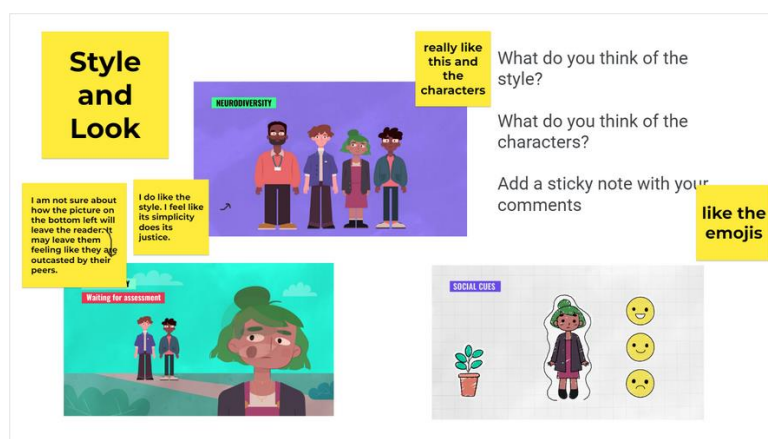 Style
and
Look
really like
this and
the
characters
What do you think of the
style?
What do you think of the
characters?
Add a sticky note with your
comments
NEURODIVERSITY
I am not sure about
how the picture on
the bottom left will
leave the reader. It
may leave them
feeling like they are
outcasted by their
peers.
I do like the
style. I feel like
its simplicity
does its
justice.
like the
emojis
Waiting for assessment
SOCIAL CUES